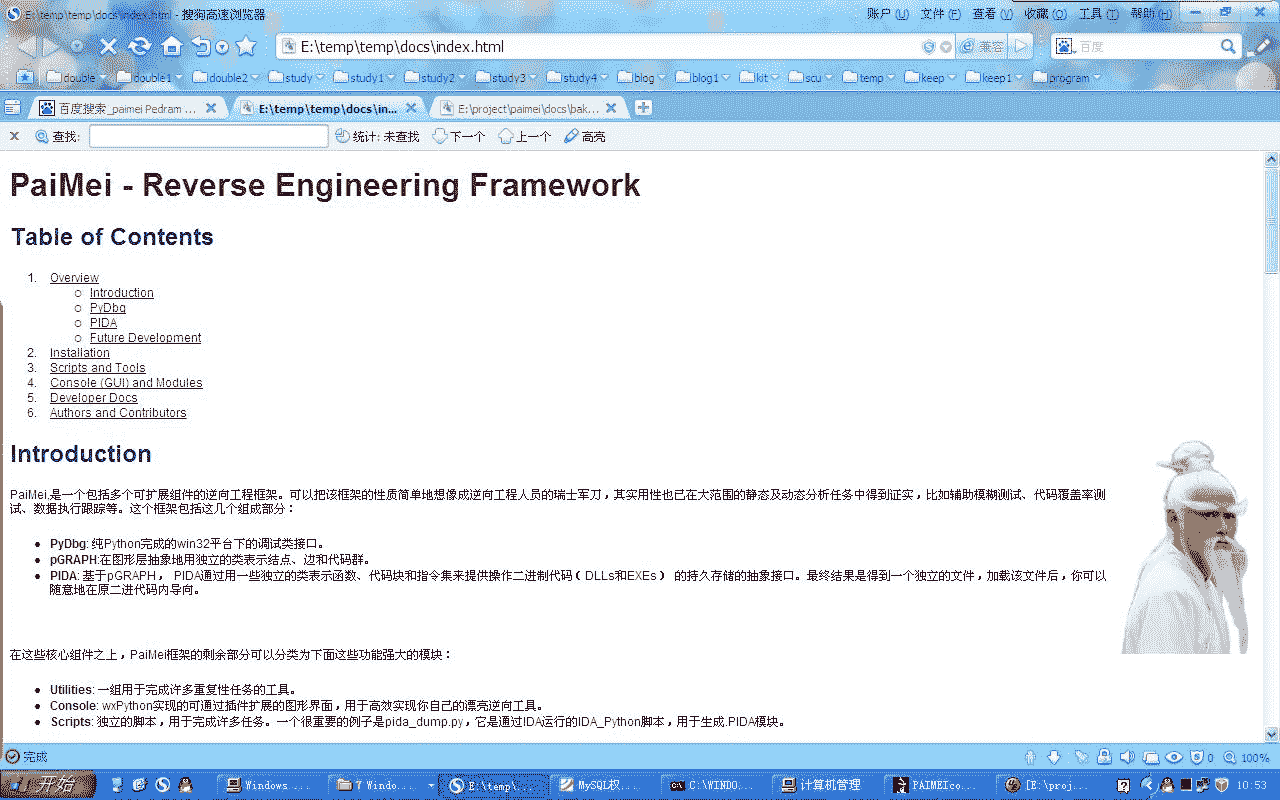 E:\temp\temp\docs\index.html - 搜狗高速浏览器
账户(U) 文件(F) 查看(V) 收藏(O) 工具(T) 帮助(H)
E:\temp\temp\docs\index.html 兼容 百度
double double1 double2 study study1 study2 study3 study4 blog blog1 kit scu temp keep keep1 program
百度搜索_paimei Pedram ... E:\temp\temp\docs\in... E:\project\paimei\docs\bak...
查找: 统计: 未查找 下一个 上一个 高亮
PaiMei - Reverse Engineering Framework
Table of Contents
1. Overview
Introduction
PyDbg
PIDA
Future Development
2. Installation
3. Scripts and Tools
4. Console (GUI) and Modules
5. Developer Docs
6. Authors and Contributors
Introduction
PaiMei,是一个包括多个可扩展组件的逆向工程框架。可以把该框架的性质简单地想像成逆向工程人员的瑞士军刀，其实用性也已在大范围的静态及动态分析任务中得到证实，比如辅助模糊测试、代码覆盖率测
试、数据执行跟踪等。这个框架包括这几个组成部分：
PyDbg: 纯Python完成的win32平台下的调试类接口。
pGRAPH:在图形层抽象地用独立的类表示结点、边和代码群。
PIDA: 基于pGRAPH， PIDA通过用一些独立的类表示函数、代码块和指令集来提供操作二进制代码（DLLs和EXEs） 的持久存储的抽象接口。最终结果是得到一个独立的文件，加载该文件后，你可以
随意地在原二进制代码内导向。
在这些核心组件之上，PaiMei框架的剩余部分可以分类为下面这些功能强大的模块：
Utilities: 一组用于完成许多重复性任务的工具。
Console: wxPython实现的可通过插件扩展的图形界面，用于高效实现你自己的漂亮逆向工具。
Scripts: 独立的脚本，用于完成许多任务。一个很重要的例子是pida_dump.py，它是通过IDA运行的IDA_Python脚本，用于生成.PIDA模块。
完成 0 100%
开始 Windows ... 7 Windo... E:\temp\... MySQL权... C:\WINDO... 计算机管理 PAIMEIco... [E:\proj... 10:53